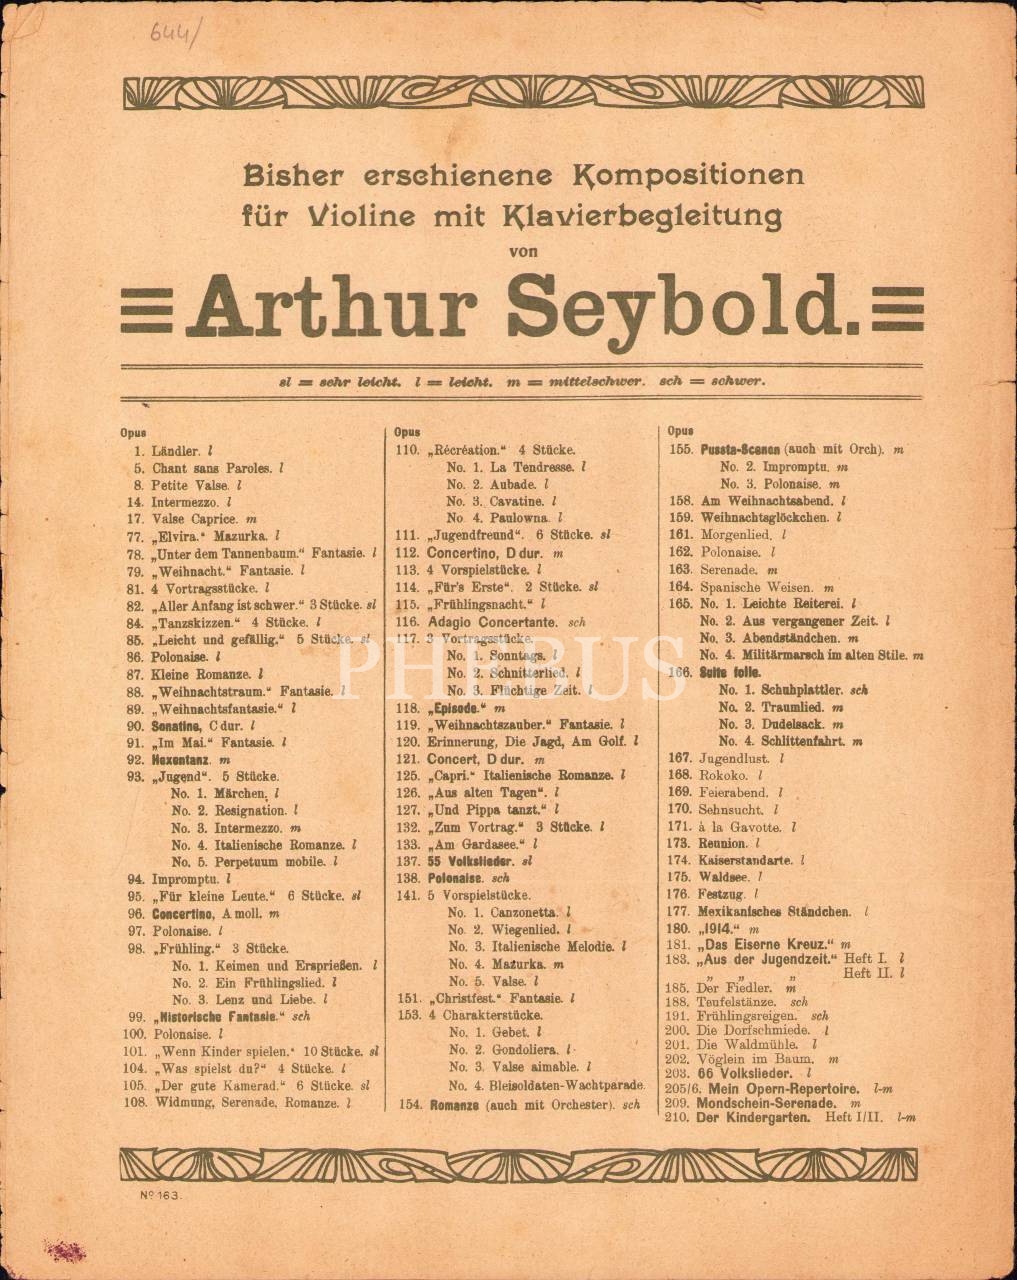 644/
Bisher erschienene Kompositionen
für Violine mit Klavierbegleitung
von
Arthur Seybold.
sl = sehr leicht. l = leicht. m = mittelschwer. sch = schwer.
Opus
1. Ländler. l
5. Chant sans Paroles. l
8. Petite Valse. l
14. Intermezzo. l
17. Valse Caprice. m
77. „Elvira.“ Mazurka. l
78. „Unter dem Tannenbaum.“ Fantasie. l
79. „Weihnacht.“ Fantasie. l
81. 4 Vortragsstücke. l
82. „Aller Anfang ist schwer.“ 3 Stücke. sl
84. „Tanzskizzen.“ 4 Stücke. l
85. „Leicht und gefällig.“ 5 Stücke. sl
86. Polonaise. l
87. Kleine Romanze. l
88. „Weihnachtstraum.“ Fantasie. l
89. „Weihnachtsfantasie.“ l
90. Sonatine, C dur. l
91. „Im Mai.“ Fantasie. l
92. Hexentanz. m
93. „Jugend“. 5 Stücke.
No. 1. Märchen. l
No. 2. Resignation. l
No. 3. Intermezzo. m
No. 4. Italienische Romanze. l
No. 5. Perpetuum mobile. l
94. Impromptu. l
95. „Für kleine Leute.“ 6 Stücke. sl
96. Concertino, A moll. m
97. Polonaise. l
98. „Frühling.“ 3 Stücke.
No. 1. Keimen und Ersprießen. l
No. 2. Ein Frühlingslied. l
No. 3. Lenz und Liebe. l
99. „Historische Fantasie.“ sch
100. Polonaise. l
101. „Wenn Kinder spielen.“ 10 Stücke. sl
104. „Was spielst du?“ 4 Stücke. l
105. „Der gute Kamerad.“ 6 Stücke. sl
108. Widmung, Serenade, Romanze. l
Opus
110. „Récréation.“ 4 Stücke.
No. 1. La Tendresse. l
No. 2. Aubade. l
No. 3. Cavatine. l
No. 4. Paulowna. l
111. „Jugendfreund“. 6 Stücke. sl
112. Concertino, D dur. m
113. 4 Vorspielstücke. l
114. „Für's Erste“. 2 Stücke. sl
115. „Frühlingsnacht.“ l
116. Adagio Concertante. sch
117. 3 Vortragsstücke.
No. 1. Sonntags. l
No. 2. Schnitterlied. l
No. 3. Flüchtige Zeit. l
118. „Episode.“ m
119. „Weihnachtszauber.“ Fantasie. l
120. Erinnerung, Die Jagd, Am Golf. l
121. Concert, D dur. m
125. „Capri.“ Italienische Romanze. l
126. „Aus alten Tagen“. l
127. „Und Pippa tanzt.“ l
132. „Zum Vortrag.“ 3 Stücke. l
133. „Am Gardasee.“ l
137. 55 Volkslieder. sl
138. Polonaise. sch
141. 5 Vorspielstücke.
No. 1. Canzonetta. l
No. 2. Wiegenlied. l
No. 3. Italienische Melodie. l
No. 4. Mazurka. m
No. 5. Valse. l
151. „Christfest.“ Fantasie. l
153. 4 Charakterstücke.
No. 1. Gebet. l
No. 2. Gondoliera. l
No. 3. Valse aimable. l
No. 4. Bleisoldaten-Wachtparade.
154. Romanze (auch mit Orchester). sch
Opus
155. Pussta-Scenen (auch mit Orch). m
No. 2. Impromptu. m
No. 3. Polonaise. m
158. Am Weihnachtsabend. l
159. Weihnachtsglöckchen. l
161. Morgenlied. l
162. Polonaise. l
163. Serenade. m
164. Spanische Weisen. m
165. No. 1. Leichte Reiterei. l
No. 2. Aus vergangener Zeit. l
No. 3. Abendständchen. m
No. 4. Militärmarsch im alten Stile. m
166. Suite folle.
No. 1. Schuhplattler. sch
No. 2. Traumlied. m
No. 3. Dudelsack. m
No. 4. Schlittenfahrt. m
167. Jugendlust. l
168. Rokoko. l
169. Feierabend. l
170. Sehnsucht. l
171. à la Gavotte. l
173. Reunion. l
174. Kaiserstandarte. l
175. Waldsee. l
176. Festzug. l
177. Mexikanisches Ständchen. l
180. „1914.“ m
181. „Das Eiserne Kreuz.“ m
183. „Aus der Jugendzeit.“ Heft I. l
„ „ „ Heft II. l
185. Der Fiedler. m
188. Teufelstänze. sch
191. Frühlingsreigen. sch
200. Die Dorfschmiede. l
201. Die Waldmühle. l
202. Vöglein im Baum. m
203. 66 Volkslieder. l
205/6. Mein Opern-Repertoire. l-m
209. Mondschein-Serenade. m
210. Der Kindergarten. Heft I/II. l-m
PHŒBUS
No 163.